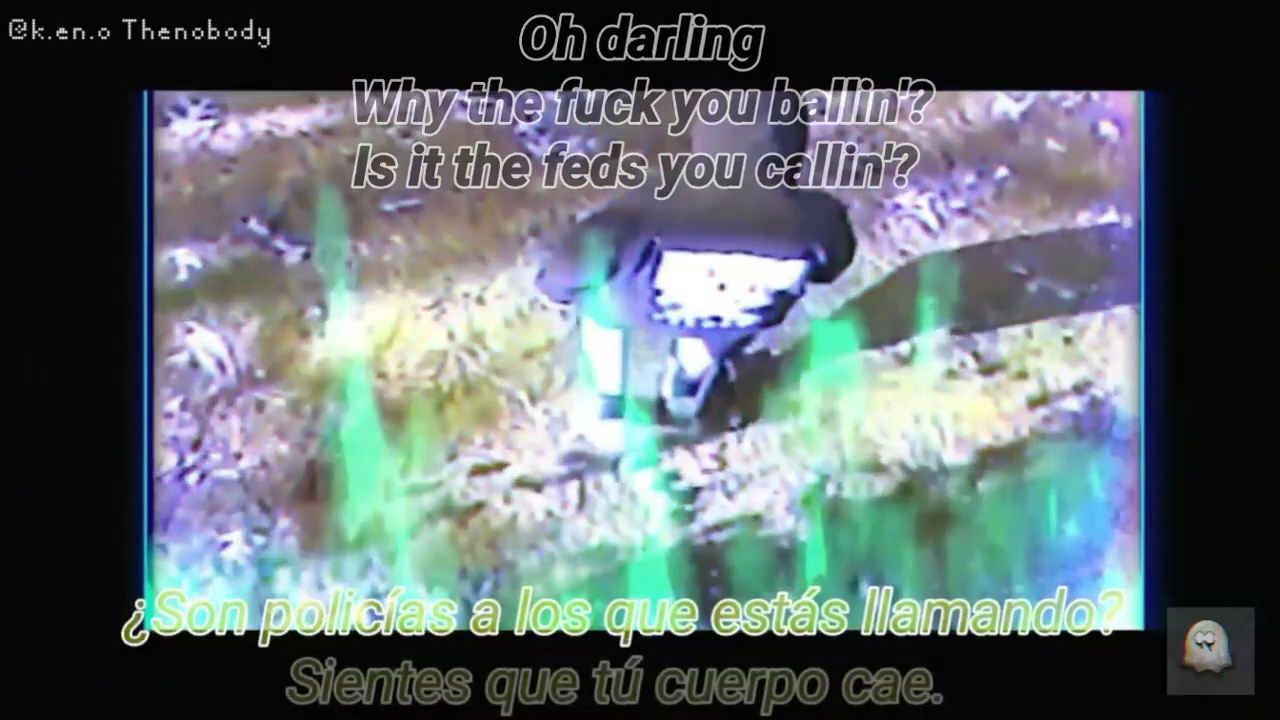 @k.en.o Thenobody
Oh darling
Why the fuck you ballin'?
Is it the feds you callin'?
¿Son policías a los que estás llamando?
Sientes que tú cuerpo cae.